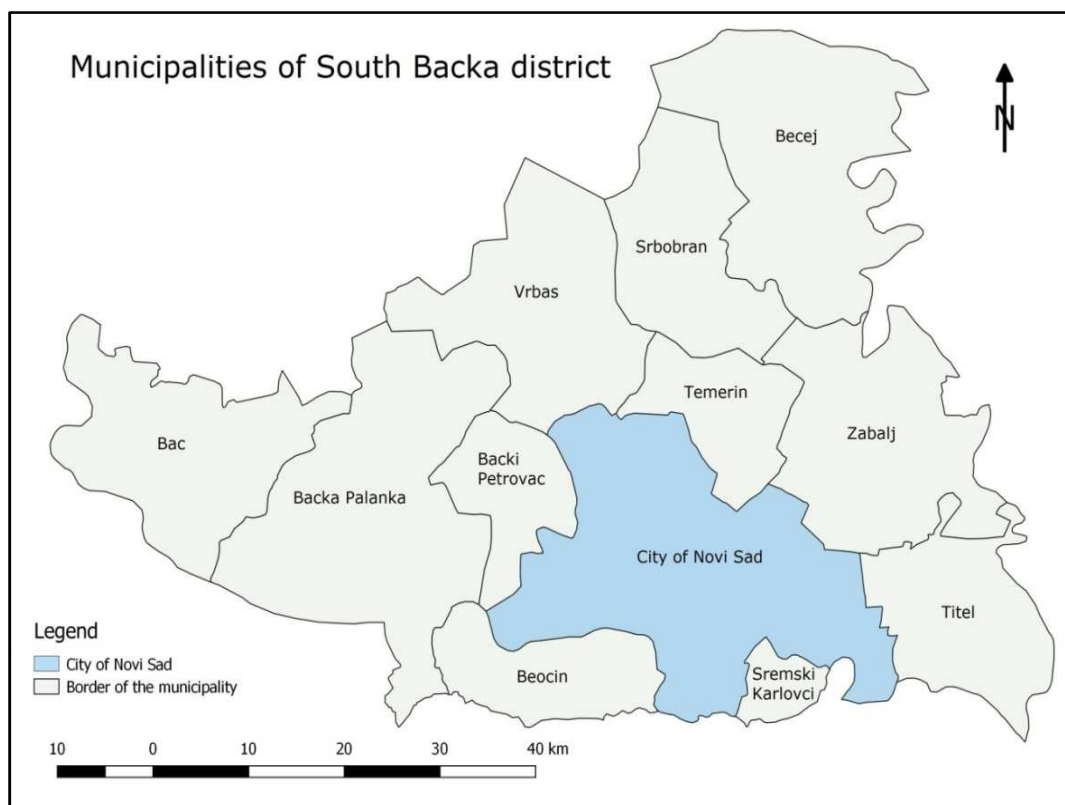 Municipalities of South Backa district
N
Becej
Srbobran
Vrbas
Temerin
Zabalj
Bac
Backa Palanka
Backi
Petrovac
City of Novi Sad
Titel
Beocin
Sremski
Karlovci
Legend
City of Novi Sad
Border of the municipality
10 0 10 20 30 40 km